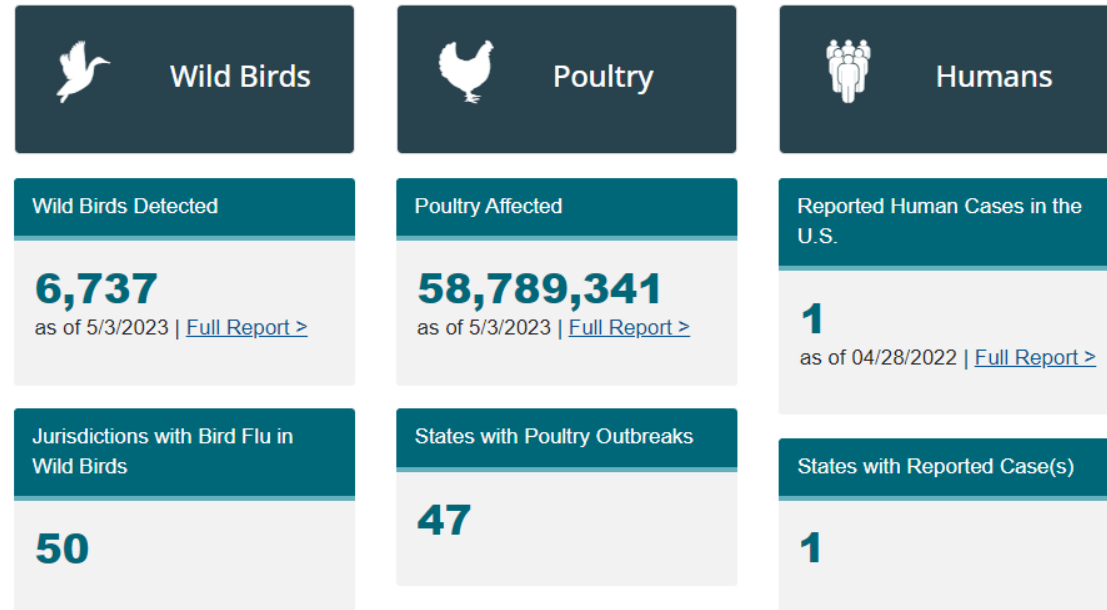 Wild Birds
Poultry
Humans
Wild Birds Detected
6,737
as of 5/3/2023 | Full Report >
Jurisdictions with Bird Flu in
Wild Birds
50
Poultry Affected
58,789,341
as of 5/3/2023 | Full Report >
States with Poultry Outbreaks
47
Reported Human Cases in the
U.S.
1
as of 04/28/2022 | Full Report >
States with Reported Case(s)
1